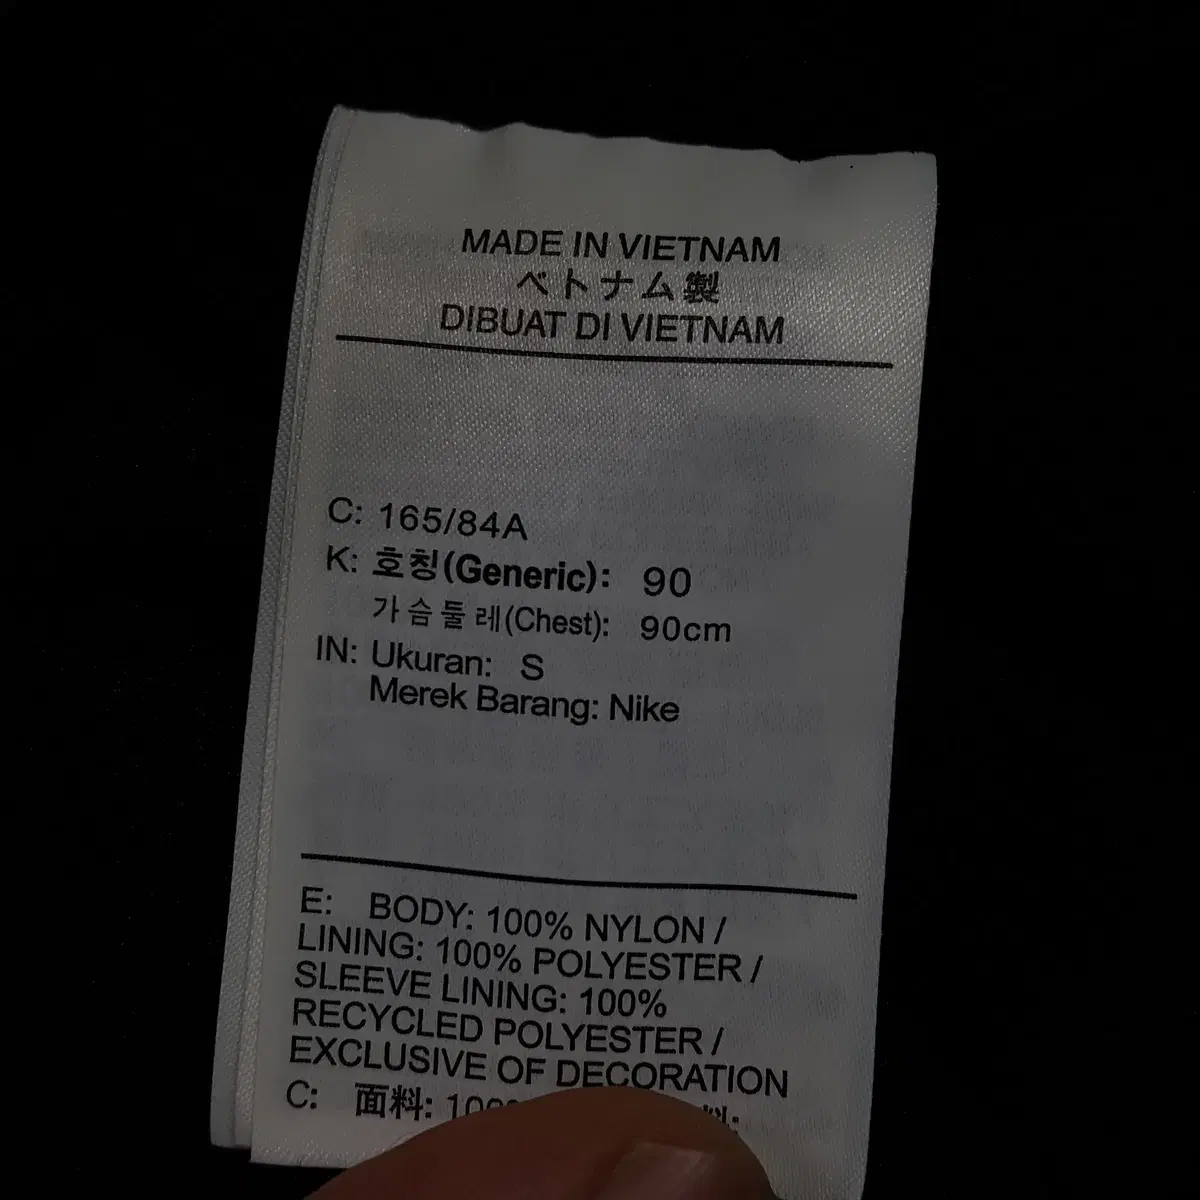 MADE IN VIETNAM
ベトナム製
DIBUAT DI VIETNAM
C: 165/84A
K: 호칭(Generic): 90
가슴둘레(Chest): 90cm
IN: Ukuran: S
Merek Barang: Nike
E: BODY: 100% NYLON /
LINING: 100% POLYESTER /
SLEEVE LINING: 100%
RECYCLED POLYESTER /
EXCLUSIVE OF DECORATION
C: 面料: